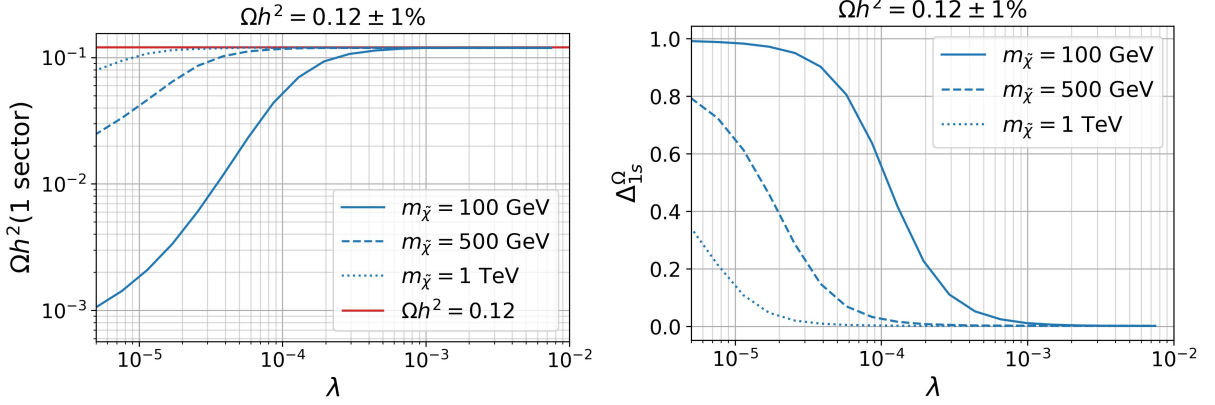 Ωh² = 0.12 ± 1%
Ωh²(1 sector)
10⁻¹
10⁻²
10⁻³
m_χ̃ = 100 GeV
m_χ̃ = 500 GeV
m_χ̃ = 1 TeV
Ωh² = 0.12
10⁻⁵
10⁻⁴
10⁻³
10⁻²
λ
Ωh² = 0.12 ± 1%
Δ_{1s}^Ω
1.0
0.8
0.6
0.4
0.2
0.0
m_χ̃ = 100 GeV
m_χ̃ = 500 GeV
m_χ̃ = 1 TeV
10⁻⁵
10⁻⁴
10⁻³
10⁻²
λ